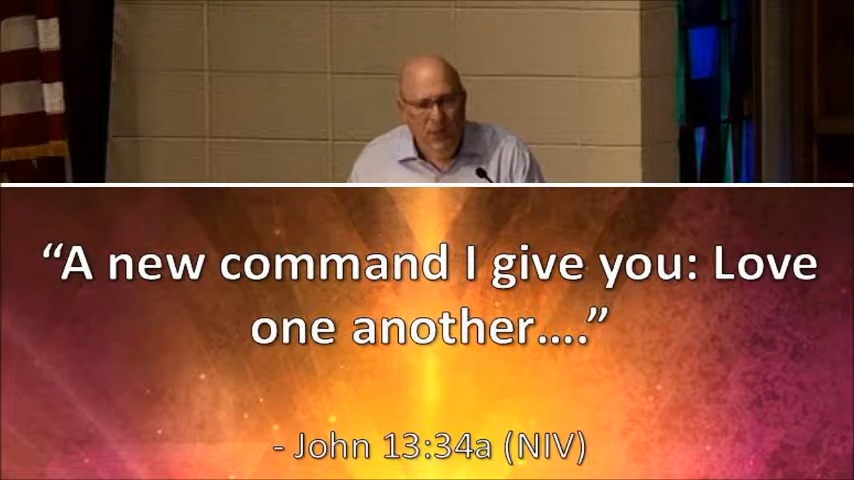 “A new command I give you: Love
one another....”
- John 13:34a (NIV)